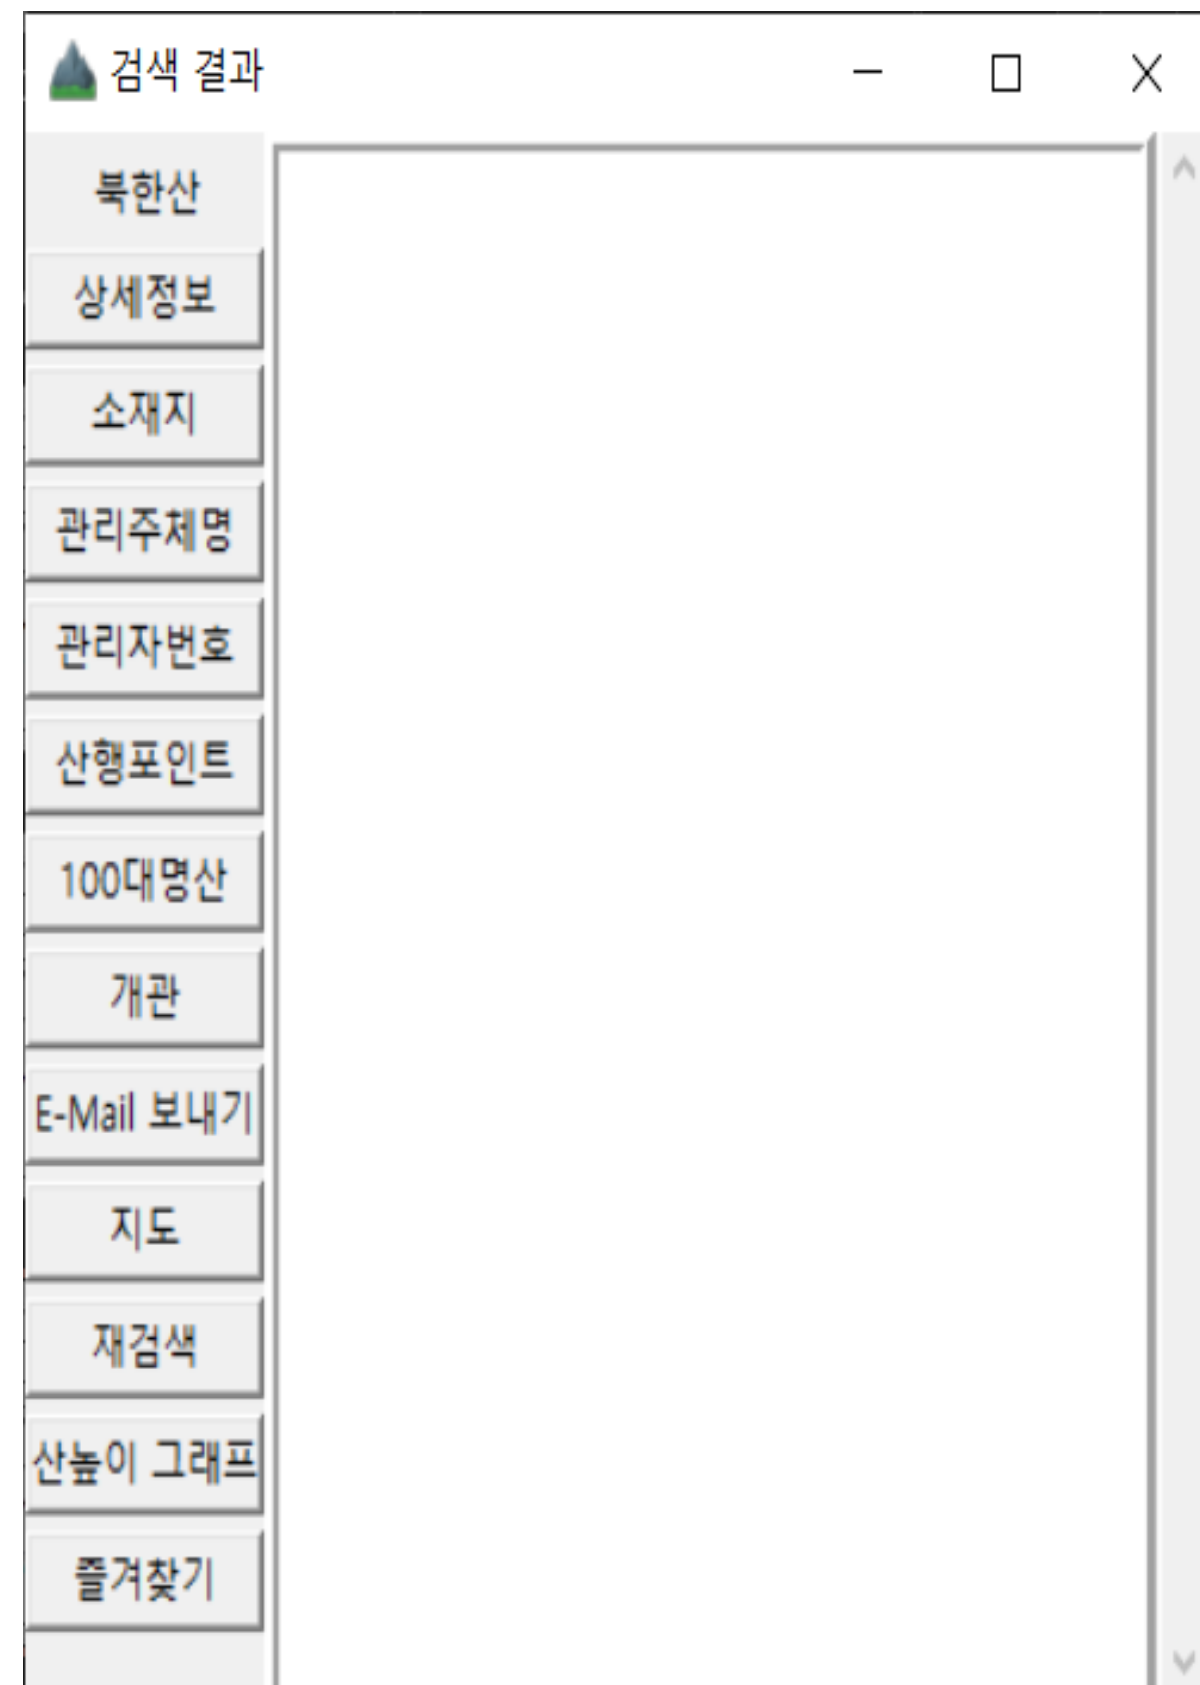 검색 결과
북한산
상세정보
소재지
관리주체명
관리자번호
산행포인트
100대명산
개관
E-Mail 보내기
지도
재검색
산높이 그래프
쯜겨찾기